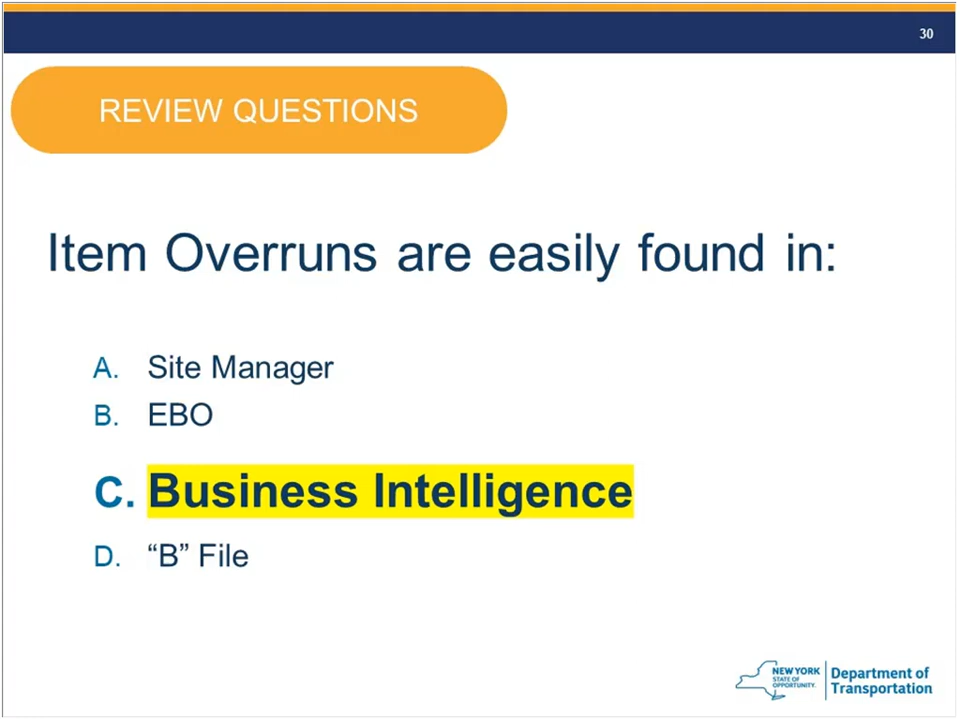 30
REVIEW QUESTIONS
Item Overruns are easily found in:
A. Site Manager
B. EBO
C. Business Intelligence
D. “B” File
NEW YORK
STATE OF
OPPORTUNITY.
Department of
Transportation